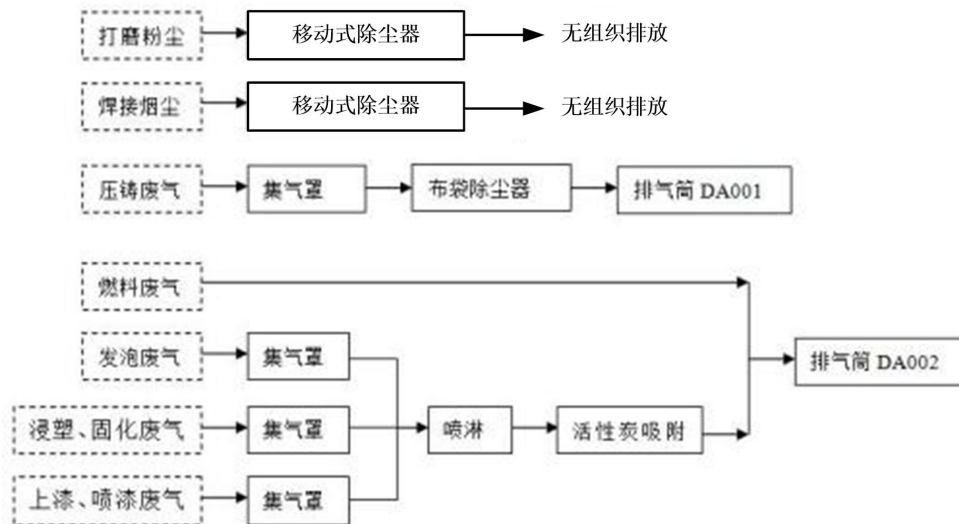 打磨粉尘
移动式除尘器
无组织排放
焊接烟尘
移动式除尘器
无组织排放
压铸废气
集气罩
布袋除尘器
排气筒 DA001
燃料废气
发泡废气
集气罩
排气筒 DA002
浸塑、固化废气
集气罩
喷淋
活性炭吸附
上漆、喷漆废气
集气罩